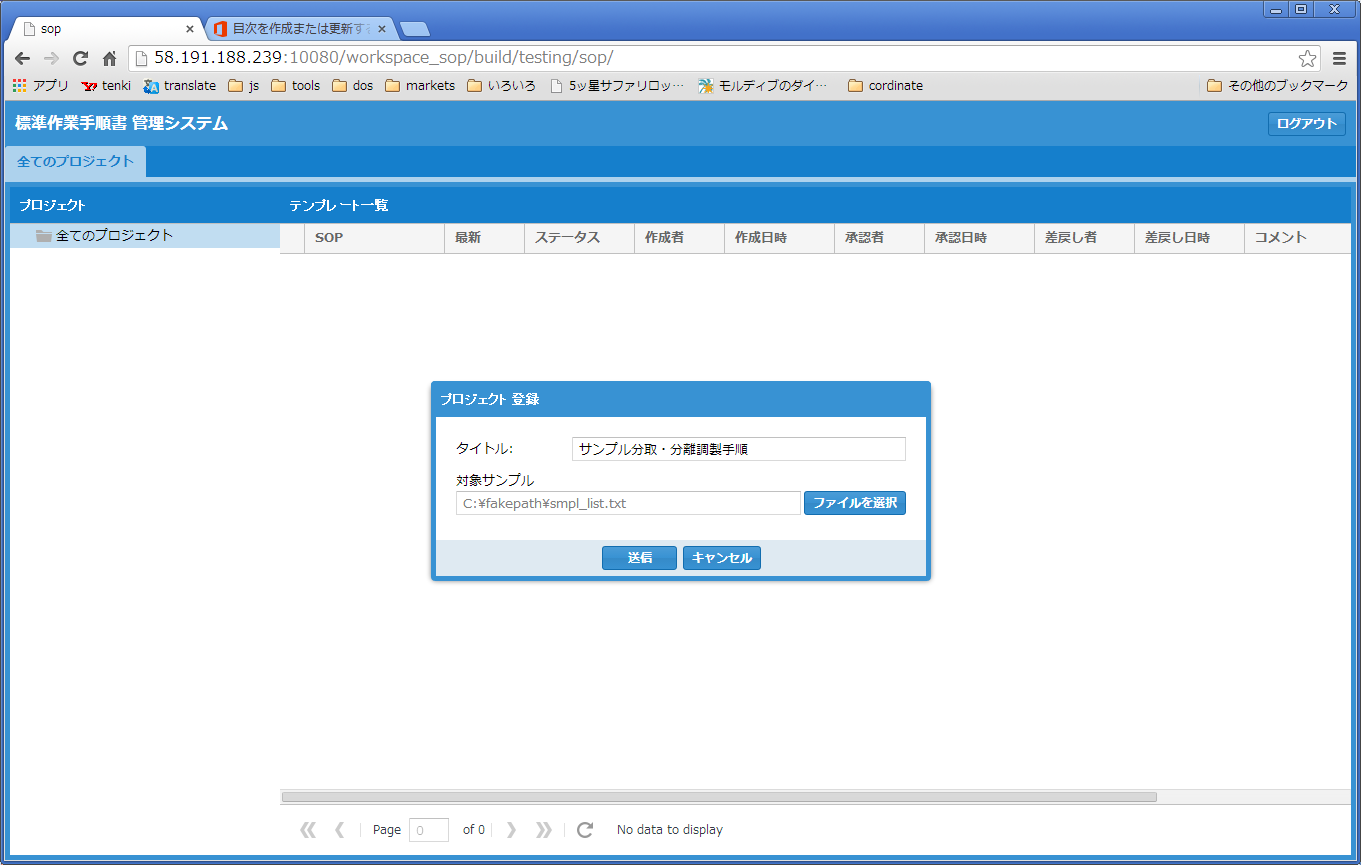 sop
目次を作成または更新す
58.191.188.239:10080/workspace_sop/build/testing/sop/
アプリ tenki translate js tools dos markets いろいろ 5ッ星サファリロッ… モルディブのダイ… cordinate その他のブックマーク
標準作業手順書 管理システム ログアウト
全てのプロジェクト
プロジェクト テンプレート一覧
全てのプロジェクト SOP 最新 ステータス 作成者 作成日時 承認者 承認日時 差戻し者 差戻し日時 コメント
プロジェクト 登録
タイトル: サンプル分取・分離調製手順
対象サンプル
C:¥fakepath¥smpl_list.txt ファイルを選択
送信 キャンセル
Page 0 of 0 No data to display